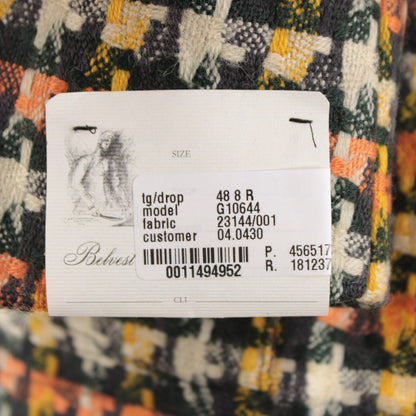 SIZE
tg/drop 48 8 R
model G10644
fabric 23144/001
customer 04.0430
Belvest
P. 456517
0011494952 R. 181237
CLI